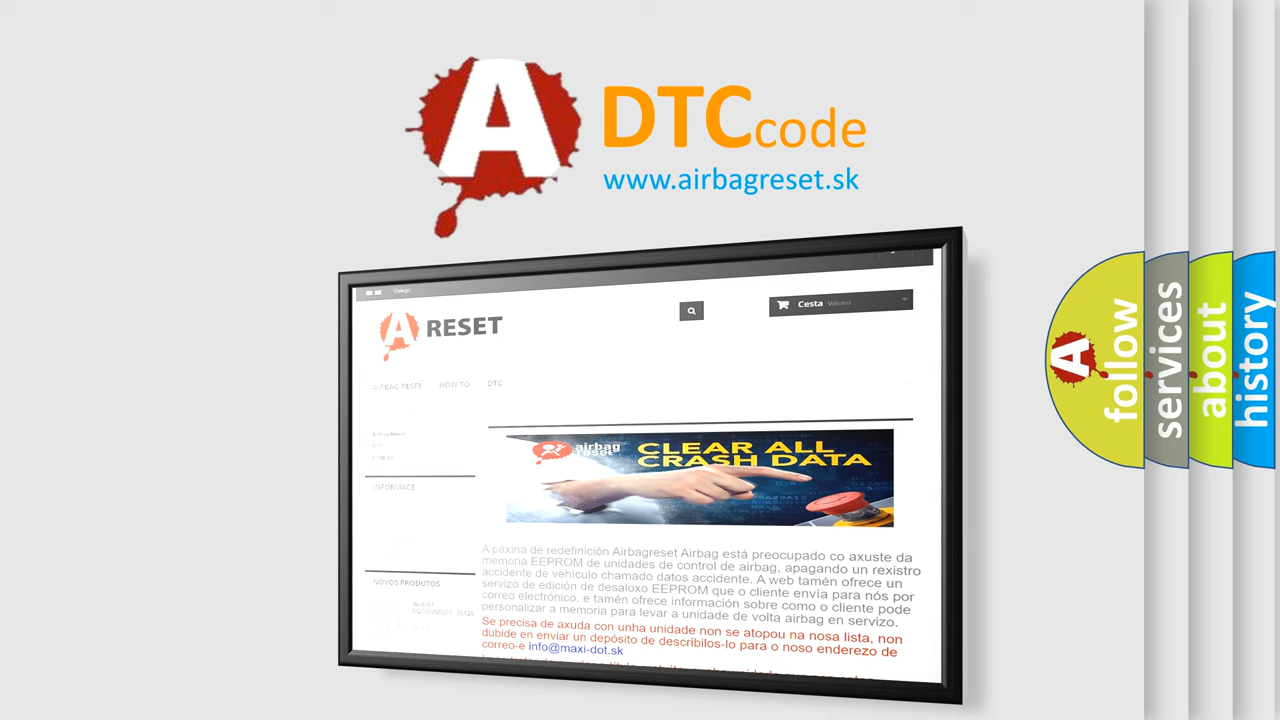 A DTCcode
www.airbagreset.sk
Galego
A RESET
Cesta Valeiro
AIRBAG RESET HOW TO DTC
Airbag Reset
INFORMACE
airbag
reset
CLEAR ALL
CRASH DATA
A páxina de redefinición Airbagreset Airbag está preocupado co axuste da
memoria EEPROM de unidades de control de airbag, apagando un rexistro
accidente de vehículo chamado datos accidente. A web tamén ofrece un
servizo de edición de desaloxo EEPROM que o cliente envía para nós por
correo electrónico, e tamén ofrece información sobre como o cliente pode
personalizar a memoria para levar a unidade de volta airbag en servizo.
Se precisa de axuda con unha unidade non se atopou na nosa lista, non
dubide en enviar un depósito de describilos-lo para o noso enderezo de
correo-e info@maxi-dot.sk
NOVOS PRODUTOS
A
follow
services
about
history